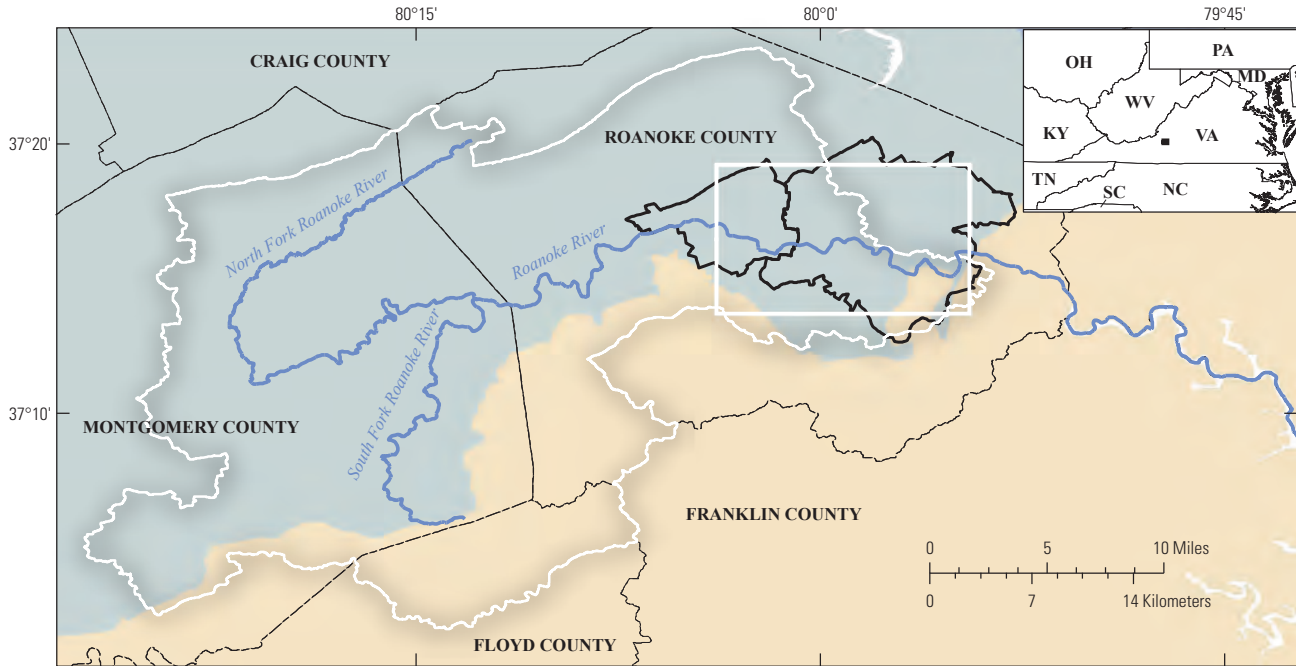 80°15'
80°00'
79°45'
37°20'
37°10'
CRAIG COUNTY
ROANOKE COUNTY
MONTGOMERY COUNTY
FRANKLIN COUNTY
FLOYD COUNTY
North Fork Roanoke River
South Fork Roanoke River
Roanoke River
OH
PA
MD
WV
KY
VA
TN
SC
NC
0 5 10 Miles
0 7 14 Kilometers